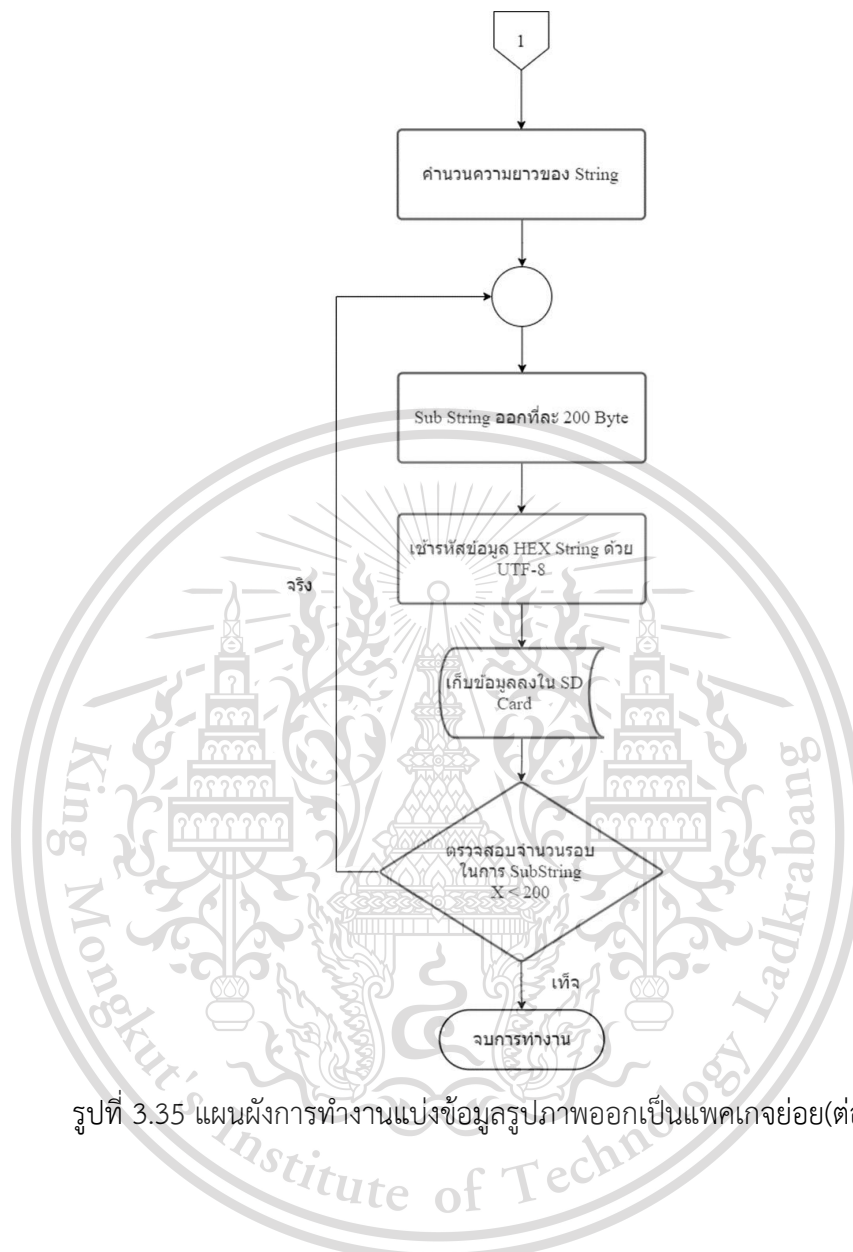 1
คำนวนความยาวของ String
Sub String ออกทีละ 200 Byte
เข้ารหัสข้อมูล HEX String ด้วย
UTF-8
จริง
เก็บข้อมูลลงใน SD
Card
ตรวจสอบจำนวนรอบ
ในการ SubString
X < 200
เท็จ
จบการทำงาน
รูปที่ 3.35 แผนผังการทำงานแบ่งข้อมูลรูปภาพออกเป็นแพคเกจย่อย(ต่อ
King Mongkut's Institute of Technology Ladkrabang